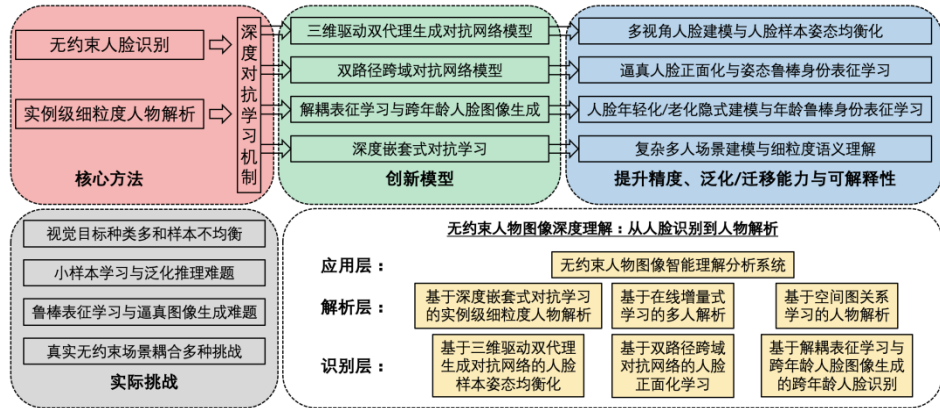 无约束人脸识别
实例级细粒度人物解析
深度对抗学习机制
核心方法
三维驱动双代理生成对抗网络模型
双路径跨域对抗网络模型
解耦表征学习与跨年龄人脸图像生成
深度嵌套式对抗学习
创新模型
多视角人脸建模与人脸样本姿态均衡化
逼真人脸正面化与姿态鲁棒身份表征学习
人脸年轻化/老化隐式建模与年龄鲁棒身份表征学习
复杂多人场景建模与细粒度语义理解
提升精度、泛化/迁移能力与可解释性
视觉目标种类多和样本不均衡
小样本学习与泛化推理难题
鲁棒表征学习与逼真图像生成难题
真实无约束场景耦合多种挑战
实际挑战
无约束人物图像深度理解：从人脸识别到人物解析
应用层：
无约束人物图像智能理解分析系统
解析层：
基于深度嵌套式对抗学习
的实例级细粒度人物解析
基于在线增量式
学习的多人解析
基于空间图关系
学习的人物解析
识别层：
基于三维驱动双代理
生成对抗网络的人脸
样本姿态均衡化
基于双路径跨域
对抗网络的人脸
正面化学习
基于解耦表征学习与
跨年龄人脸图像生成
的跨年龄人脸识别